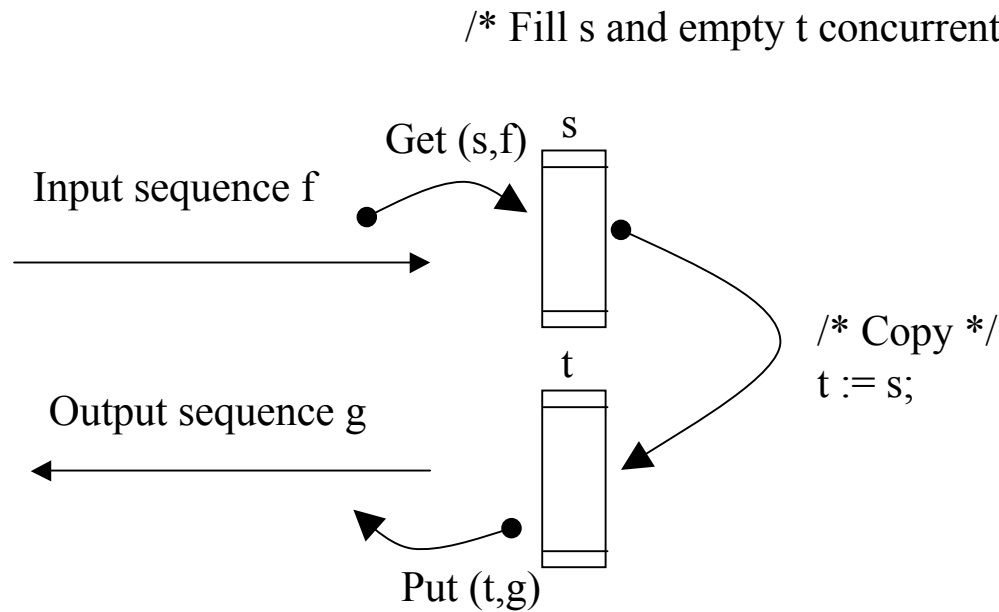 /* Fill s and empty t concurrent
Get (s,f)
s
Input sequence f
/* Copy */
t := s;
t
Output sequence g
Put (t,g)